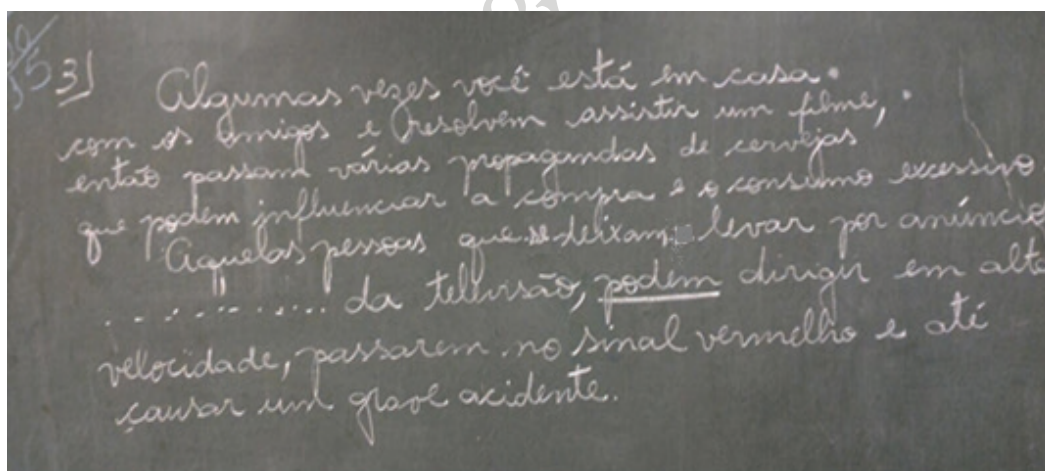 3) Algumas vezes você está em casa.
com os amigos e resolvem assistir um filme,
então passam várias propagandas de cervejas
que podem influenciar a compra e o consumo excessivo
Aquelas pessoas que se deixam levar por anúncio
............ da televisão, podem dirigir em alta
velocidade, passarem no sinal vermelho e até
causar um grave acidente.